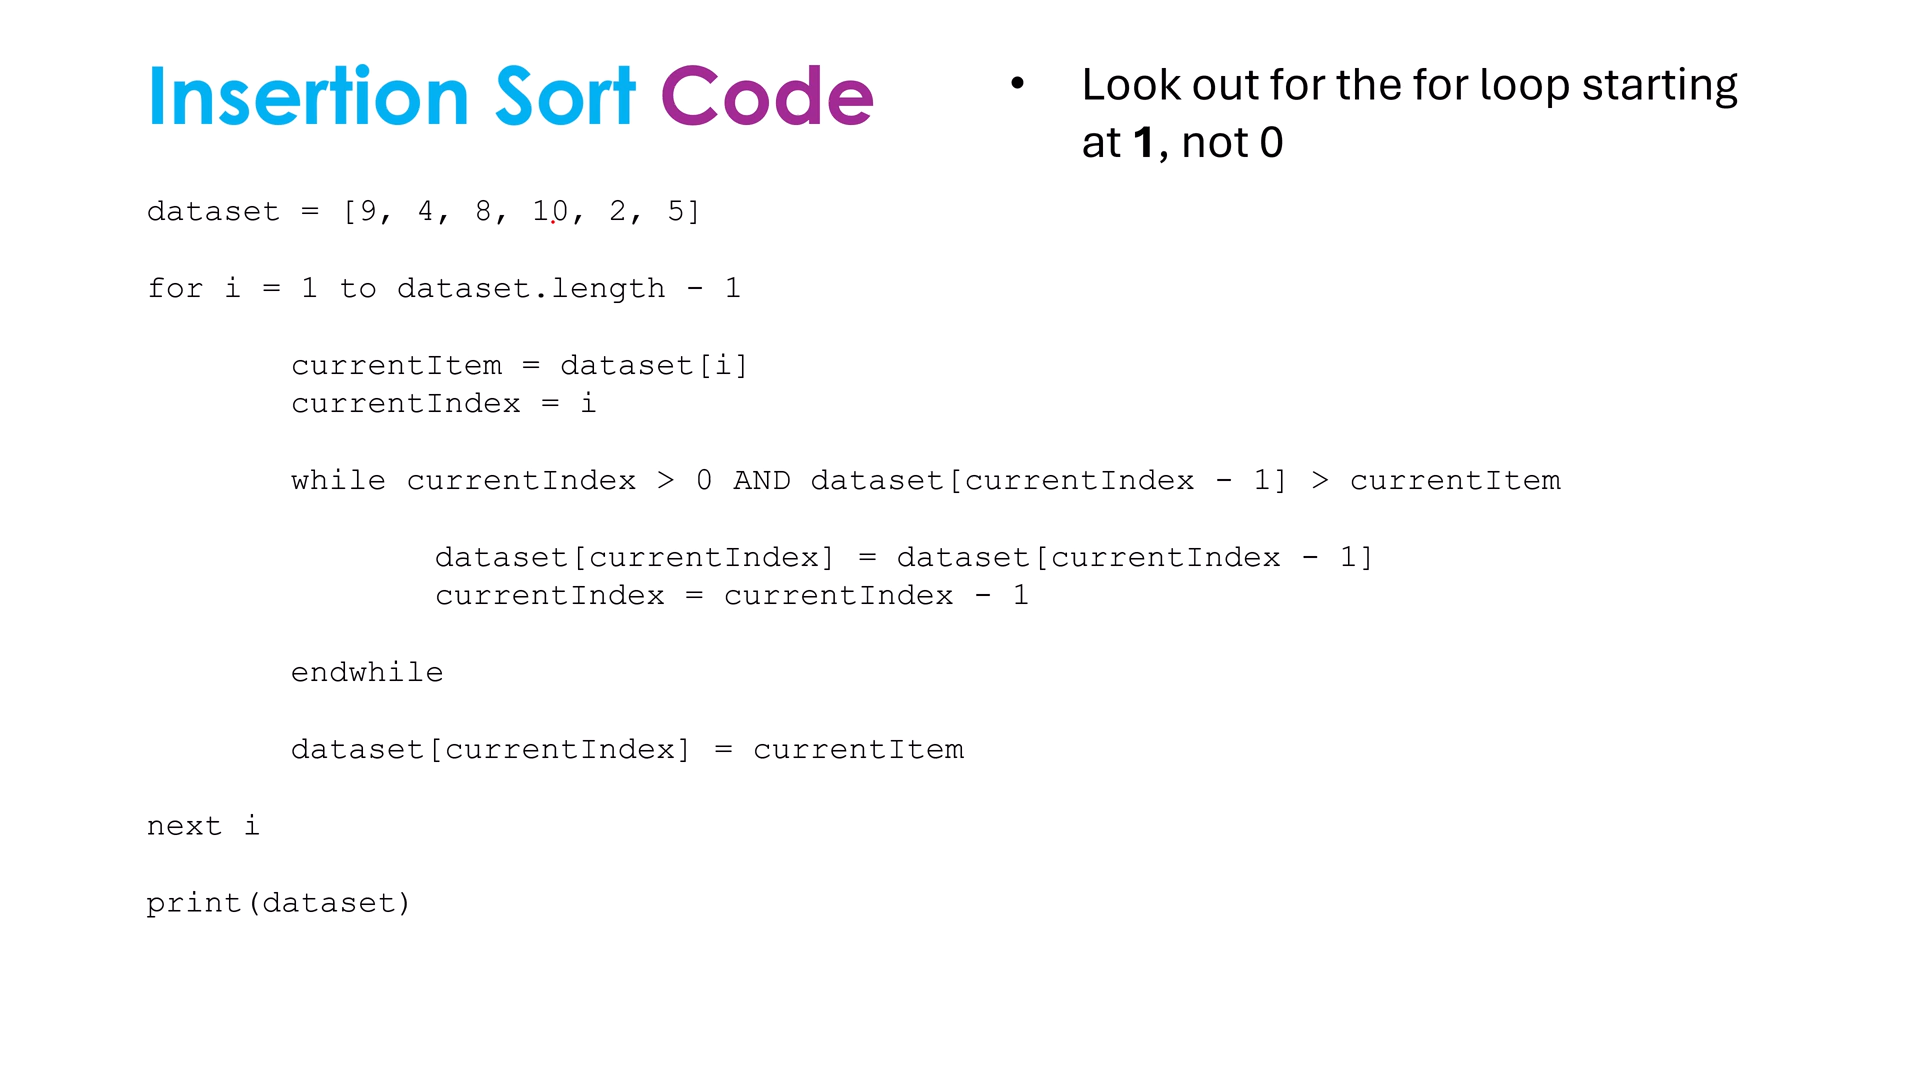 Insertion Sort Code
• Look out for the for loop starting
at 1, not 0
dataset = [9, 4, 8, 10, 2, 5]
for i = 1 to dataset.length - 1
currentItem = dataset[i]
currentIndex = i
while currentIndex > 0 AND dataset[currentIndex - 1] > currentItem
dataset[currentIndex] = dataset[currentIndex - 1]
currentIndex = currentIndex - 1
endwhile
dataset[currentIndex] = currentItem
next i
print(dataset)